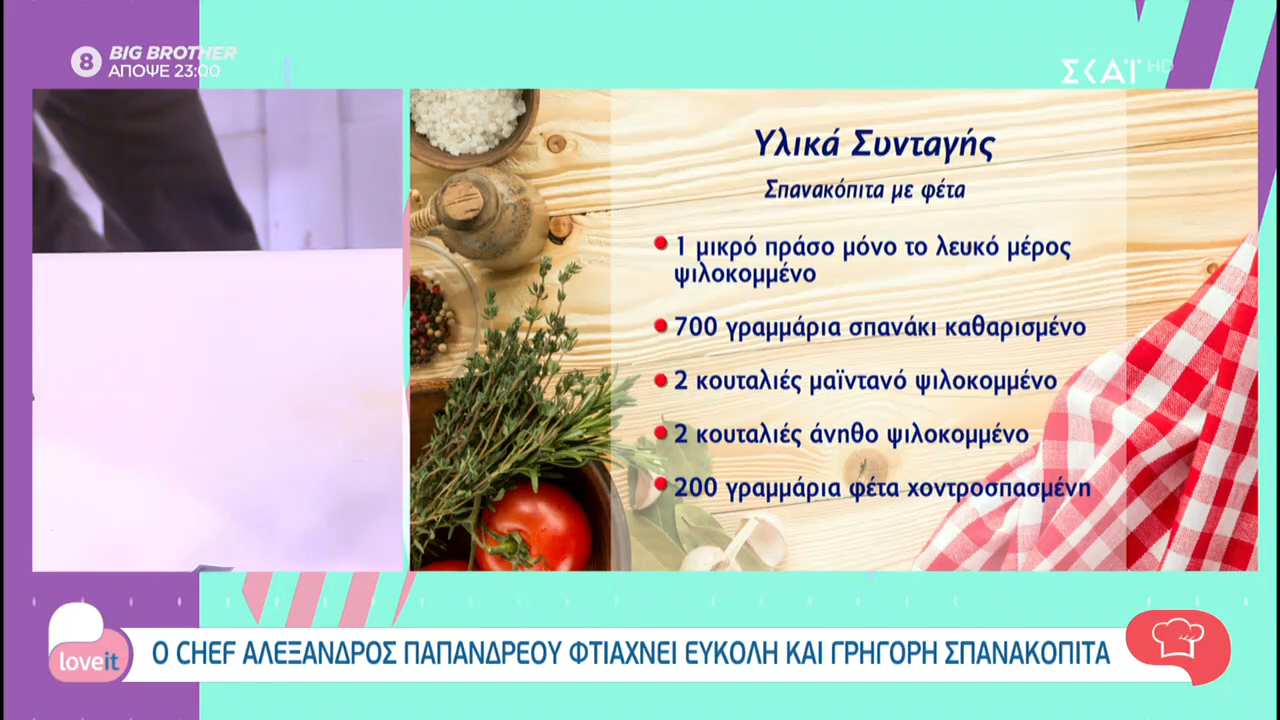 8 BIG BROTHER
ΑΠΟΨΕ 23:00
ΣΚΑΪ HD
Υλικά Συνταγής
Σπανακόπιτα με φέτα
1 μικρό πράσο μόνο το λευκό μέρος
ψιλοκομμένο
700 γραμμάρια σπανάκι καθαρισμένο
2 κουταλιές μαϊντανό ψιλοκομμένο
2 κουταλιές άνηθο ψιλοκομμένο
200 γραμμάρια φέτα χοντροσπασμένη
loveit
Ο CHEF ΑΛΕΞΑΝΔΡΟΣ ΠΑΠΑΝΔΡΕΟΥ ΦΤΙΑΧΝΕΙ ΕΥΚΟΛΗ ΚΑΙ ΓΡΗΓΟΡΗ ΣΠΑΝΑΚΟΠΙΤΑ